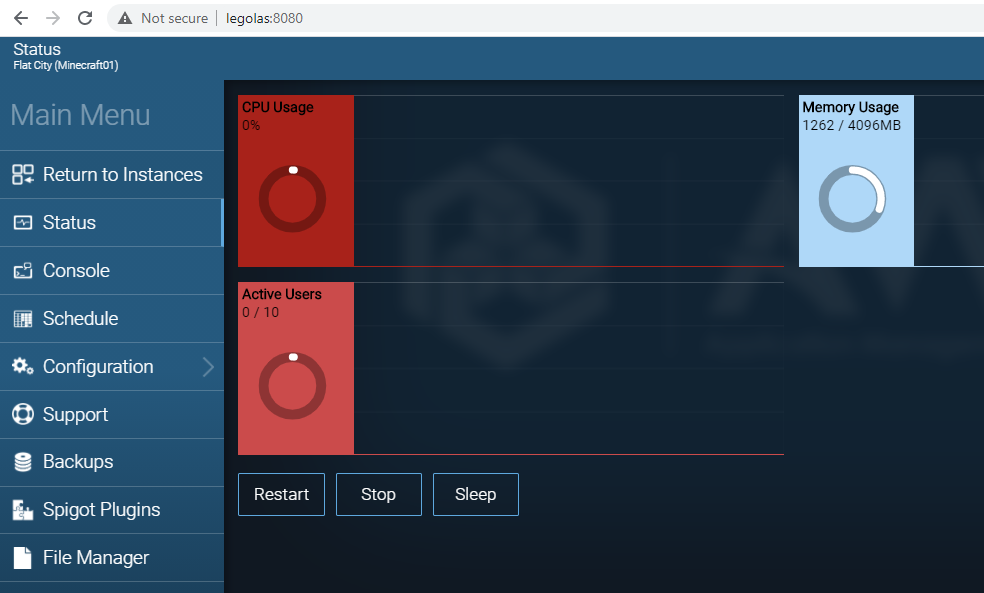 Not secure | legolas:8080
Status
Flat City (Minecraft01)
Main Menu
Return to Instances
Status
Console
Schedule
Configuration
Support
Backups
Spigot Plugins
File Manager
CPU Usage
0%
Memory Usage
1262 / 4096MB
Active Users
0 / 10
Restart
Stop
Sleep